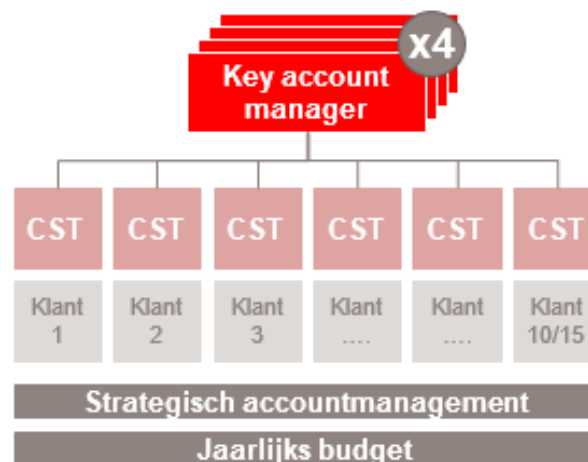 x4
Key account
manager
CST CST CST CST CST CST
Klant Klant Klant Klant Klant Klant
1 2 3 .... .... 10/15
Strategisch accountmanagement
Jaarlijks budget